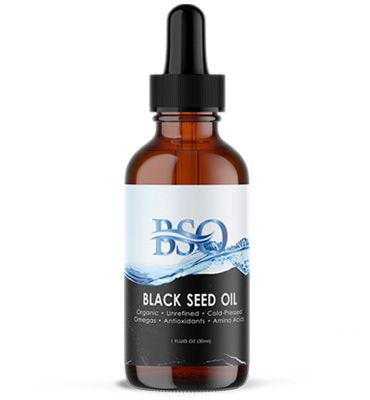 BSO
BLACK SEED OIL
Organic • Unrefined • Cold-Pressed
Omegas • Antioxidants • Amino Acids
1 FLUID OZ (30ml)